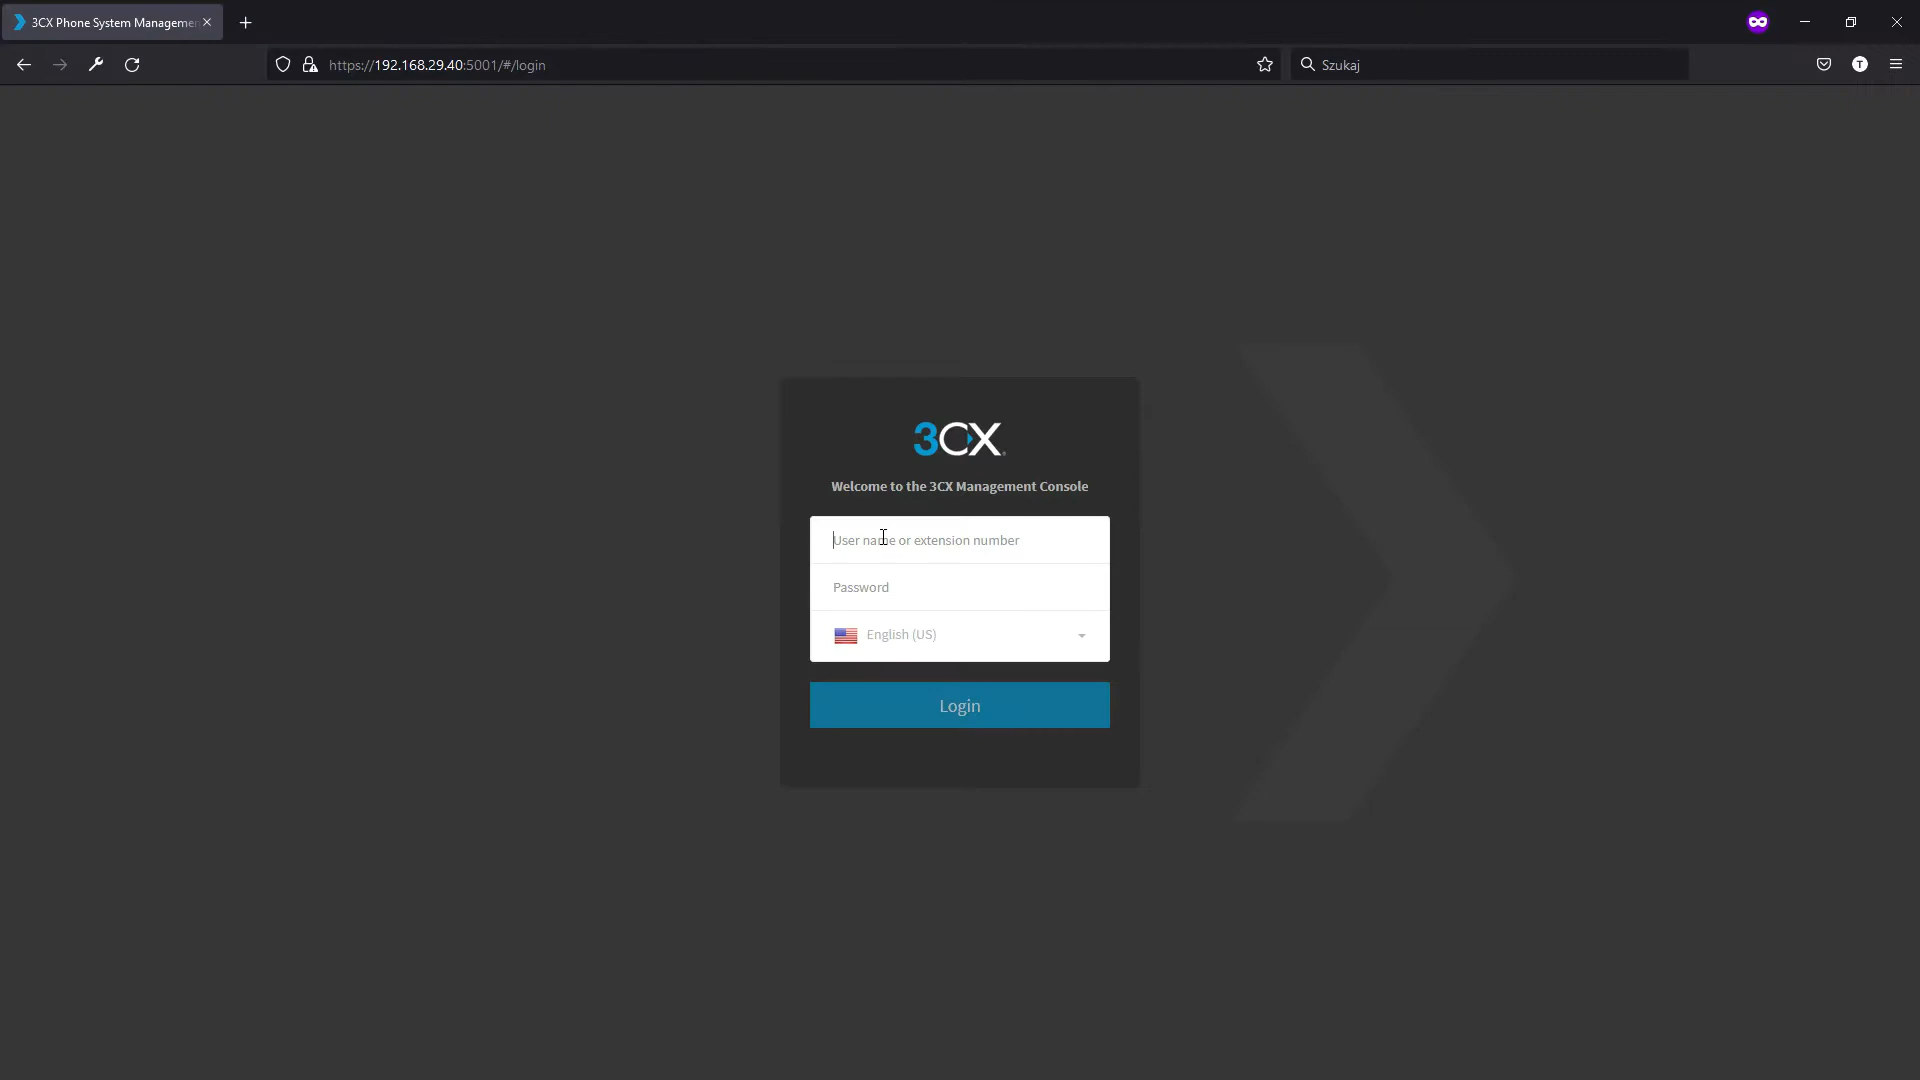 3CX Phone System Managemen
https://192.168.29.40:5001/#/login
Szukaj
T
3CX
Welcome to the 3CX Management Console
User name or extension number
Password
English (US)
Login